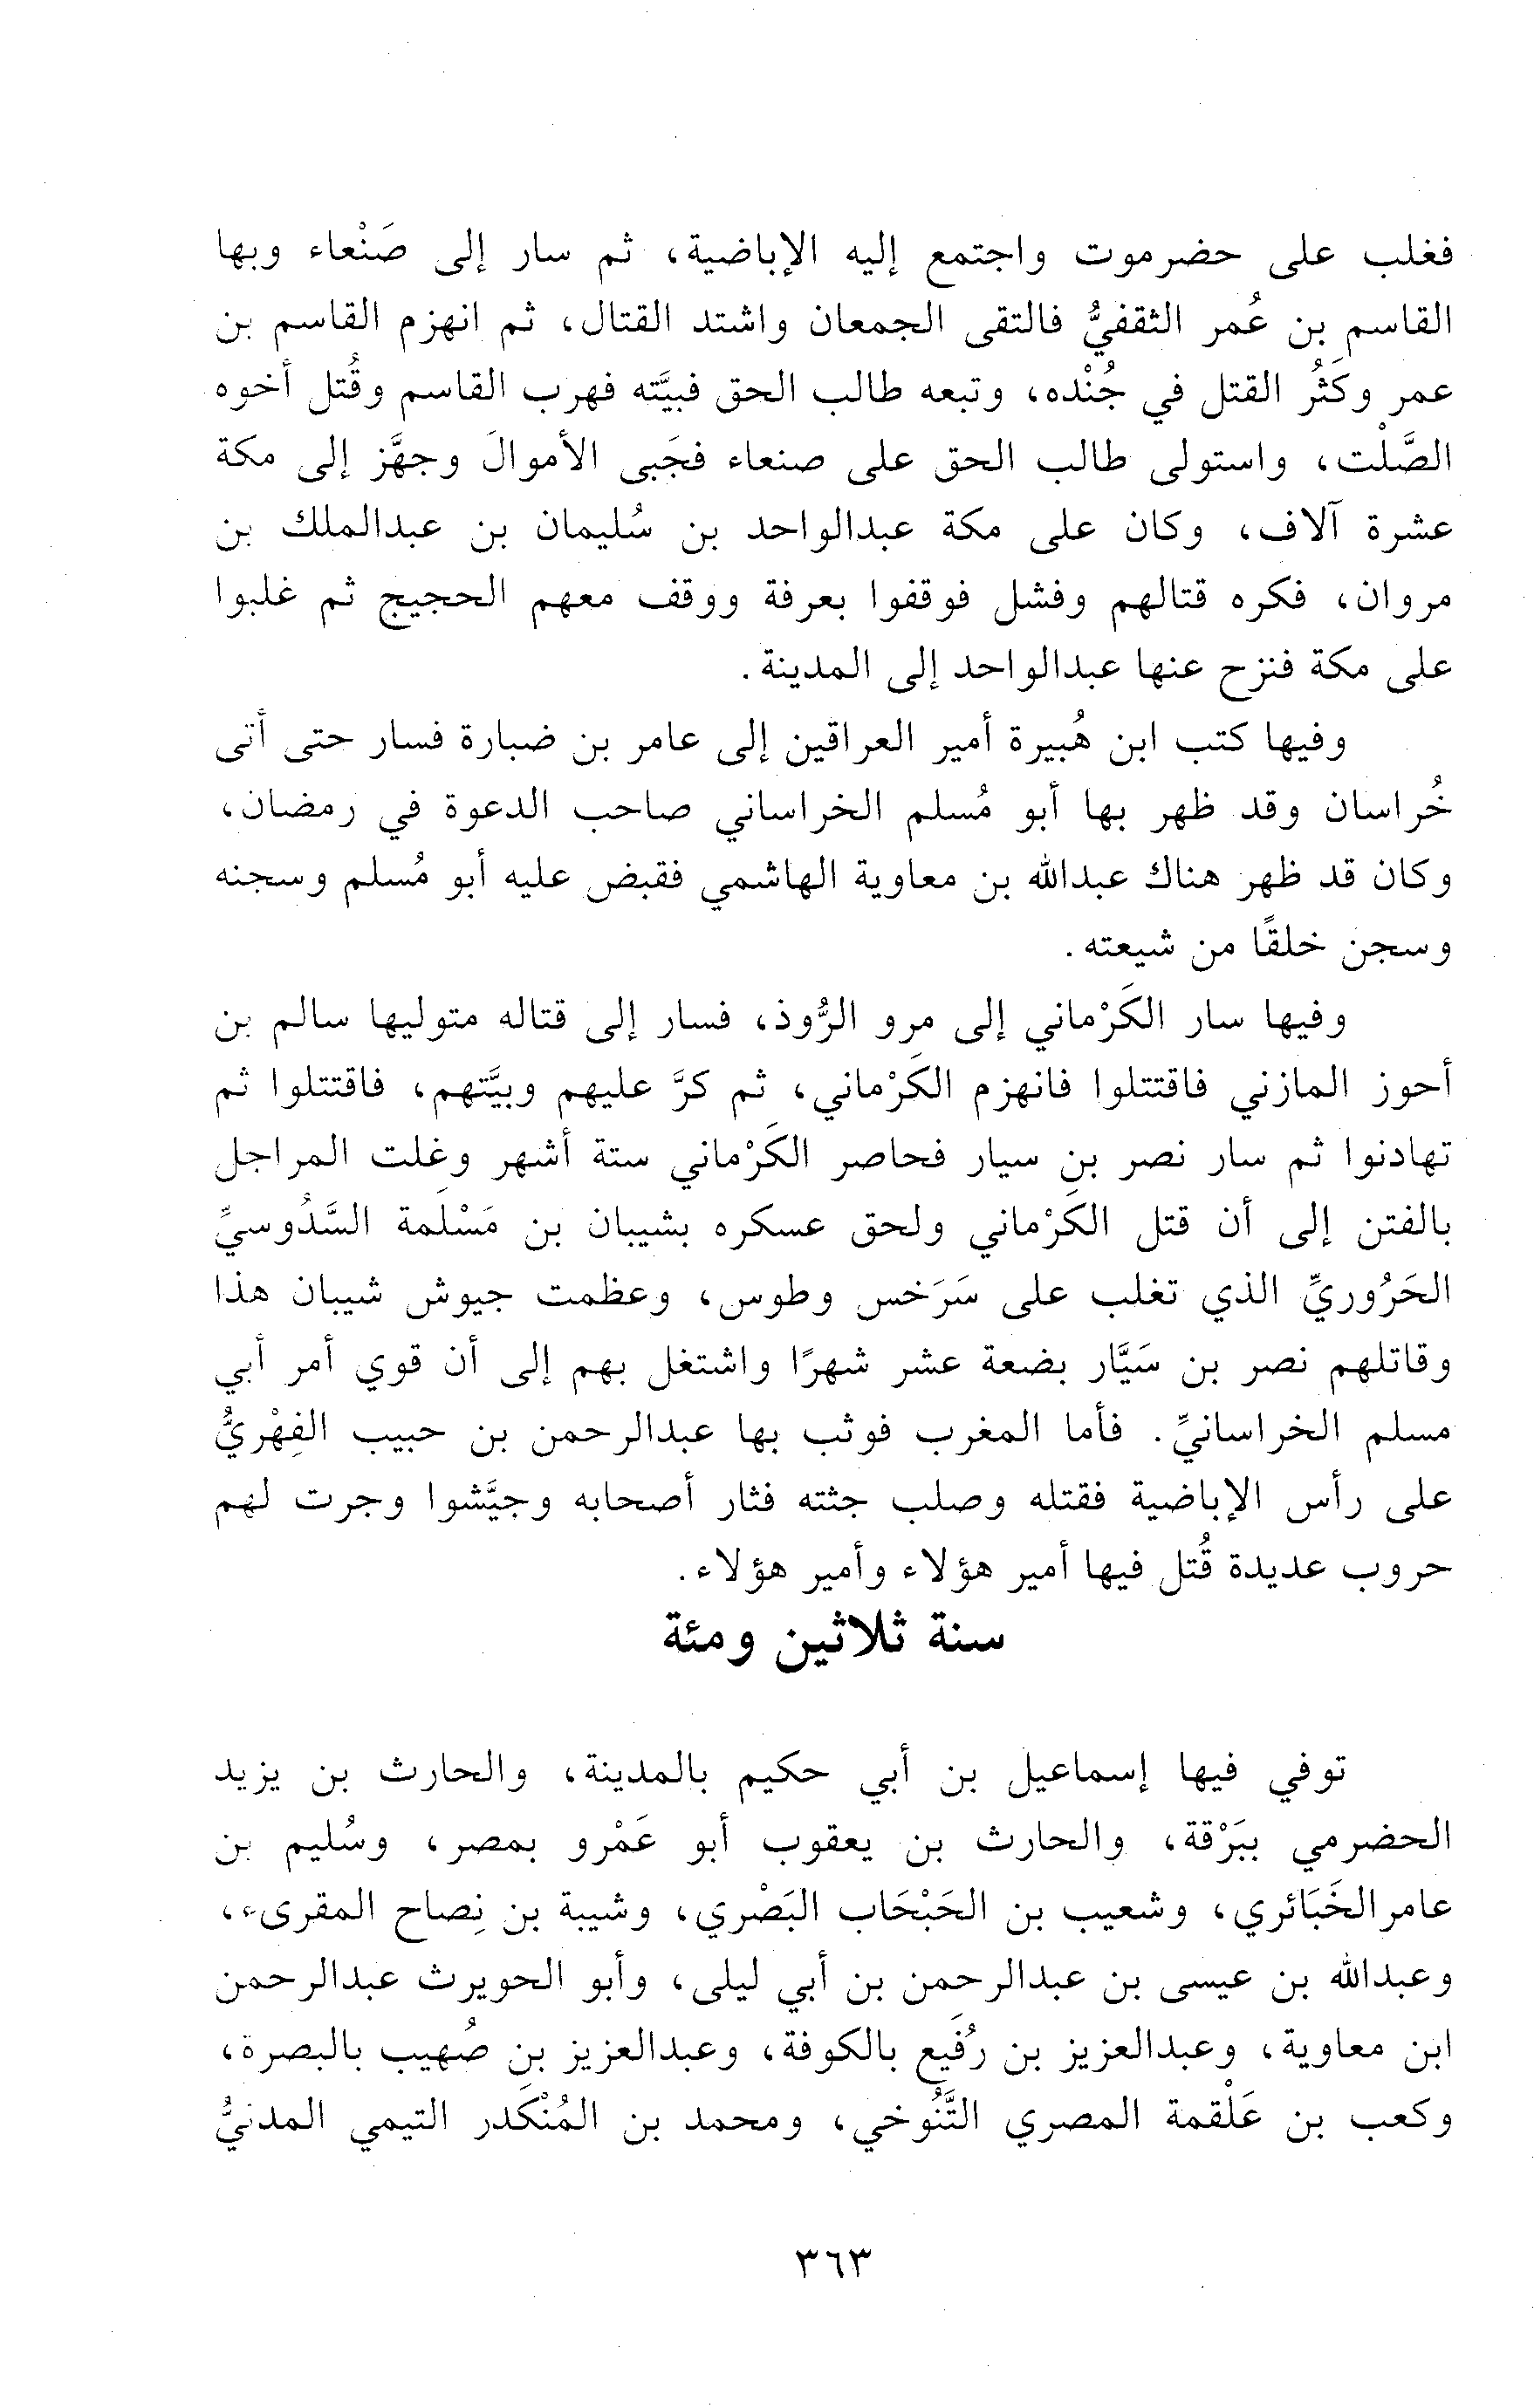 فغلب على حضرموت واجتمع إليه الإباضية، ثم سار إلى صَنْعاء وبها
القاسم بن عُمر الثقفيُّ فالتقى الجمعان واشتد القتال، ثم انهزم القاسم بن
عمر وكَثُر القتل في جُنْده، وتبعه طالب الحق فبيَّته فهرب القاسم وقُتل أخوه
الصَّلْت، واستولى طالب الحق على صنعاء فجَبى الأموالَ وجهَّز إلى مكة
عشرة آلاف، وكان على مكة عبدالواحد بن سُليمان بن عبدالملك بن
مروان، فكره قتالهم وفشل فوقفوا بعرفة ووقف معهم الحجيج ثم غلبوا
على مكة فنزح عنها عبدالواحد إلى المدينة.
وفيها كتب ابن هُبيرة أمير العراقين إلى عامر بن ضبارة فسار حتى أتى
خُراسان وقد ظهر بها أبو مُسلم الخراساني صاحب الدعوة في رمضان،
وكان قد ظهر هناك عبدالله بن معاوية الهاشمي فقبض عليه أبو مُسلم وسجنه
وسجن خلقًا من شيعته.
وفيها سار الكَرْماني إلى مرو الرُّوذ، فسار إلى قتاله متوليها سالم بن
أحوز المازني فاقتتلوا فانهزم الكَرْماني، ثم كرَّ عليهم وبيَّتهم، فاقتتلوا ثم
تهادنوا ثم سار نصر بن سيار فحاصر الكَرْماني ستة أشهر وغلت المراجل
بالفتن إلى أن قتل الكَرْماني ولحق عسكره بشيبان بن مَسْلَمة السَّدُوسيِّ
الحَرُوريِّ الذي تغلب على سَرَخس وطوس، وعظمت جيوش شيبان هذا
وقاتلهم نصر بن سَيَّار بضعة عشر شهرًا واشتغل بهم إلى أن قوي أمر أبي
مسلم الخراسانيِّ. فأما المغرب فوثب بها عبدالرحمن بن حبيب الفِهْريُّ
على رأس الإباضية فقتله وصلب جثته فثار أصحابه وجيَّشوا وجرت لهم
حروب عديدة قُتل فيها أمير هؤلاء وأمير هؤلاء.
سنة ثلاثين ومئة
توفي فيها إسماعيل بن أبي حكيم بالمدينة، والحارث بن يزيد
الحضرمي ببَرْقة، والحارث بن يعقوب أبو عَمْرو بمصر، وسُليم بن
عامر الخَبَائري، وشعيب بن الحَبْحَاب البَصْري، وشيبة بن نِصاح المقرىء،
وعبدالله بن عيسى بن عبدالرحمن بن أبي ليلى، وأبو الحويرث عبدالرحمن
ابن معاوية، وعبدالعزيز بن رُفَيع بالكوفة، وعبدالعزيز بن صُهيب بالبصرة،
وكعب بن عَلْقمة المصري التَّنُوخي، ومحمد بن المُنْكَدر التيمي المدنيُّ
٣٦٣